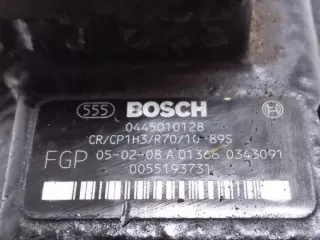 555 BOSCH
0445010128
CR/CP1H3/R70/10-89S
FGP 05-02-08 A 01366 0343091
0055193731